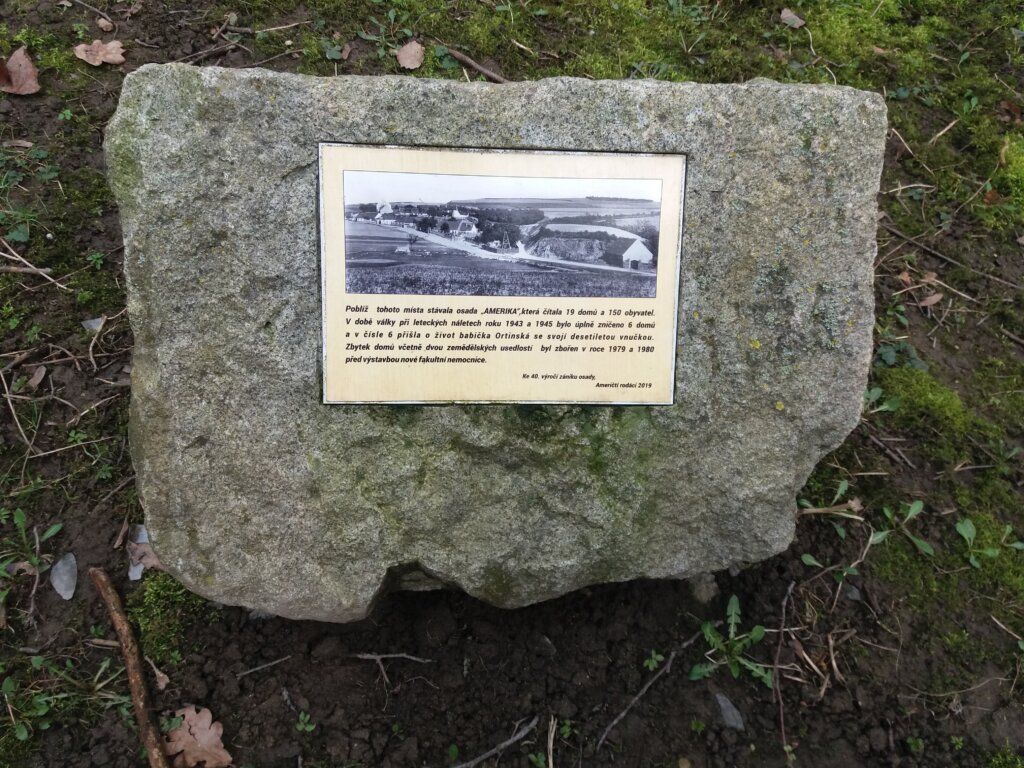 Poblíž tohoto místa stávala osada „AMERIKA",která čítala 19 domů a 150 obyvatel.
V době války při leteckých náletech roku 1943 a 1945 bylo úplně zničeno 6 domů
a v čísle 6 přišla o život babička Ortinská se svojí desetiletou vnučkou.
Zbytek domů včetně dvou zemědělských usedlostí byl zbořen v roce 1979 a 1980
před výstavbou nové fakultní nemocnice.
Ke 40. výročí zániku osady,
Američtí rodáci 2019